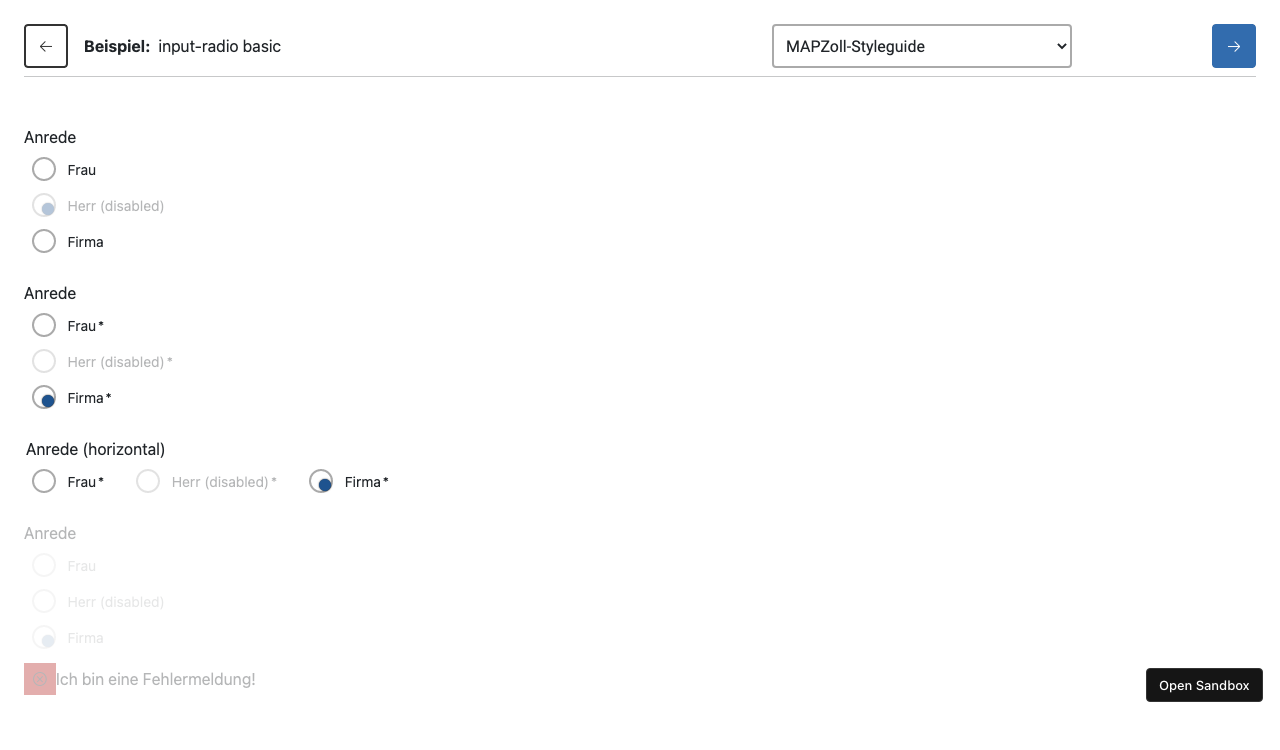 Beispiel: input-radio basic
MAPZoll-Styleguide
Anrede
Frau
Herr (disabled)
Firma
Anrede
Frau*
Herr (disabled)*
Firma*
Anrede (horizontal)
Frau* Herr (disabled)* Firma*
Anrede
Frau
Herr (disabled)
Firma
Ich bin eine Fehlermeldung!
Open Sandbox